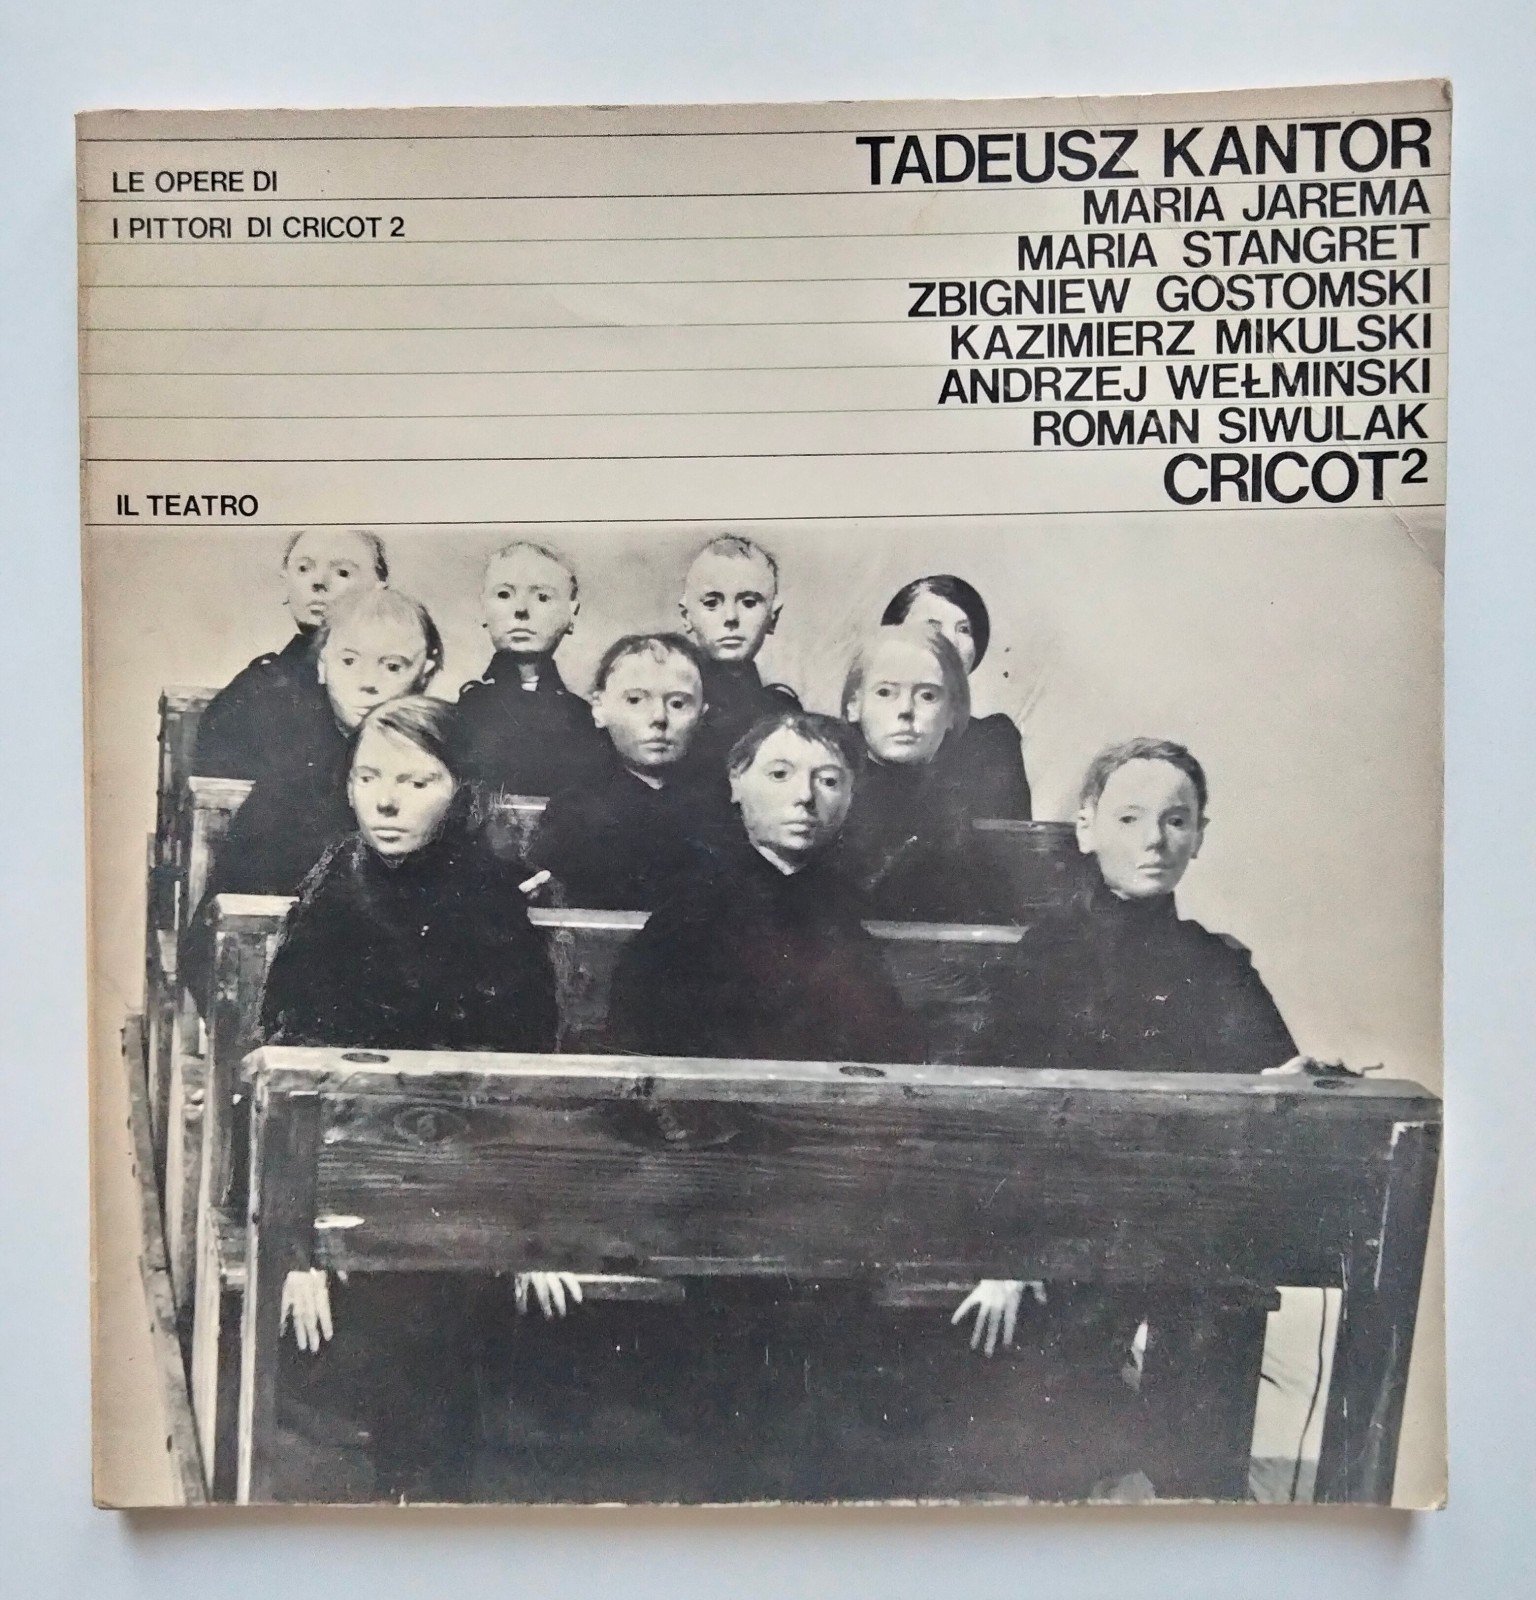 LE OPERE DI TADEUSZ KANTOR
I PITTORI DI CRICOT 2 MARIA JAREMA
MARIA STANGRET
ZBIGNIEW GOSTOMSKI
KAZIMIERZ MIKULSKI
ANDRZEJ WEŁMIŃSKI
ROMAN SIWULAK
IL TEATRO CRICOT2